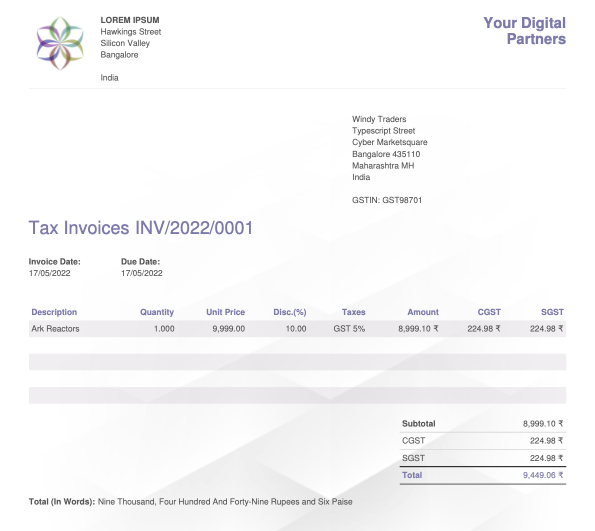 LOREM IPSUM
Hawkings Street
Silicon Valley
Bangalore
India
Your Digital
Partners
Windy Traders
Typescript Street
Cyber Marketsquare
Bangalore 435110
Maharashtra MH
India
GSTIN: GST98701
Tax Invoices INV/2022/0001
Invoice Date: Due Date:
17/05/2022 17/05/2022
Description Quantity Unit Price Disc.(%) Taxes Amount CGST SGST
Ark Reactors 1.000 9,999.00 10.00 GST 5% 8,999.10 ₹ 224.98 ₹ 224.98 ₹
Subtotal 8,999.10 ₹
CGST 224.98 ₹
SGST 224.98 ₹
Total 9,449.06 ₹
Total (In Words): Nine Thousand, Four Hundred And Forty-Nine Rupees and Six Paise